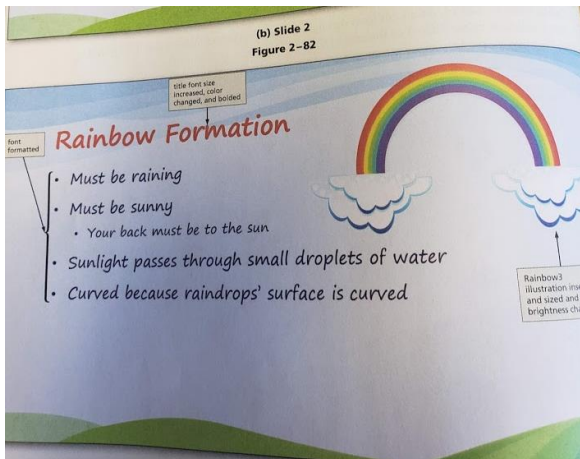 (b) Slide 2
Figure 2–82
title font size
increased, color
changed, and bolded
font
formatted
Rainbow Formation
• Must be raining
• Must be sunny
• Your back must be to the sun
• Sunlight passes through small droplets of water
• Curved because raindrops' surface is curved
Rainbow3
illustration
and sized and
brightness